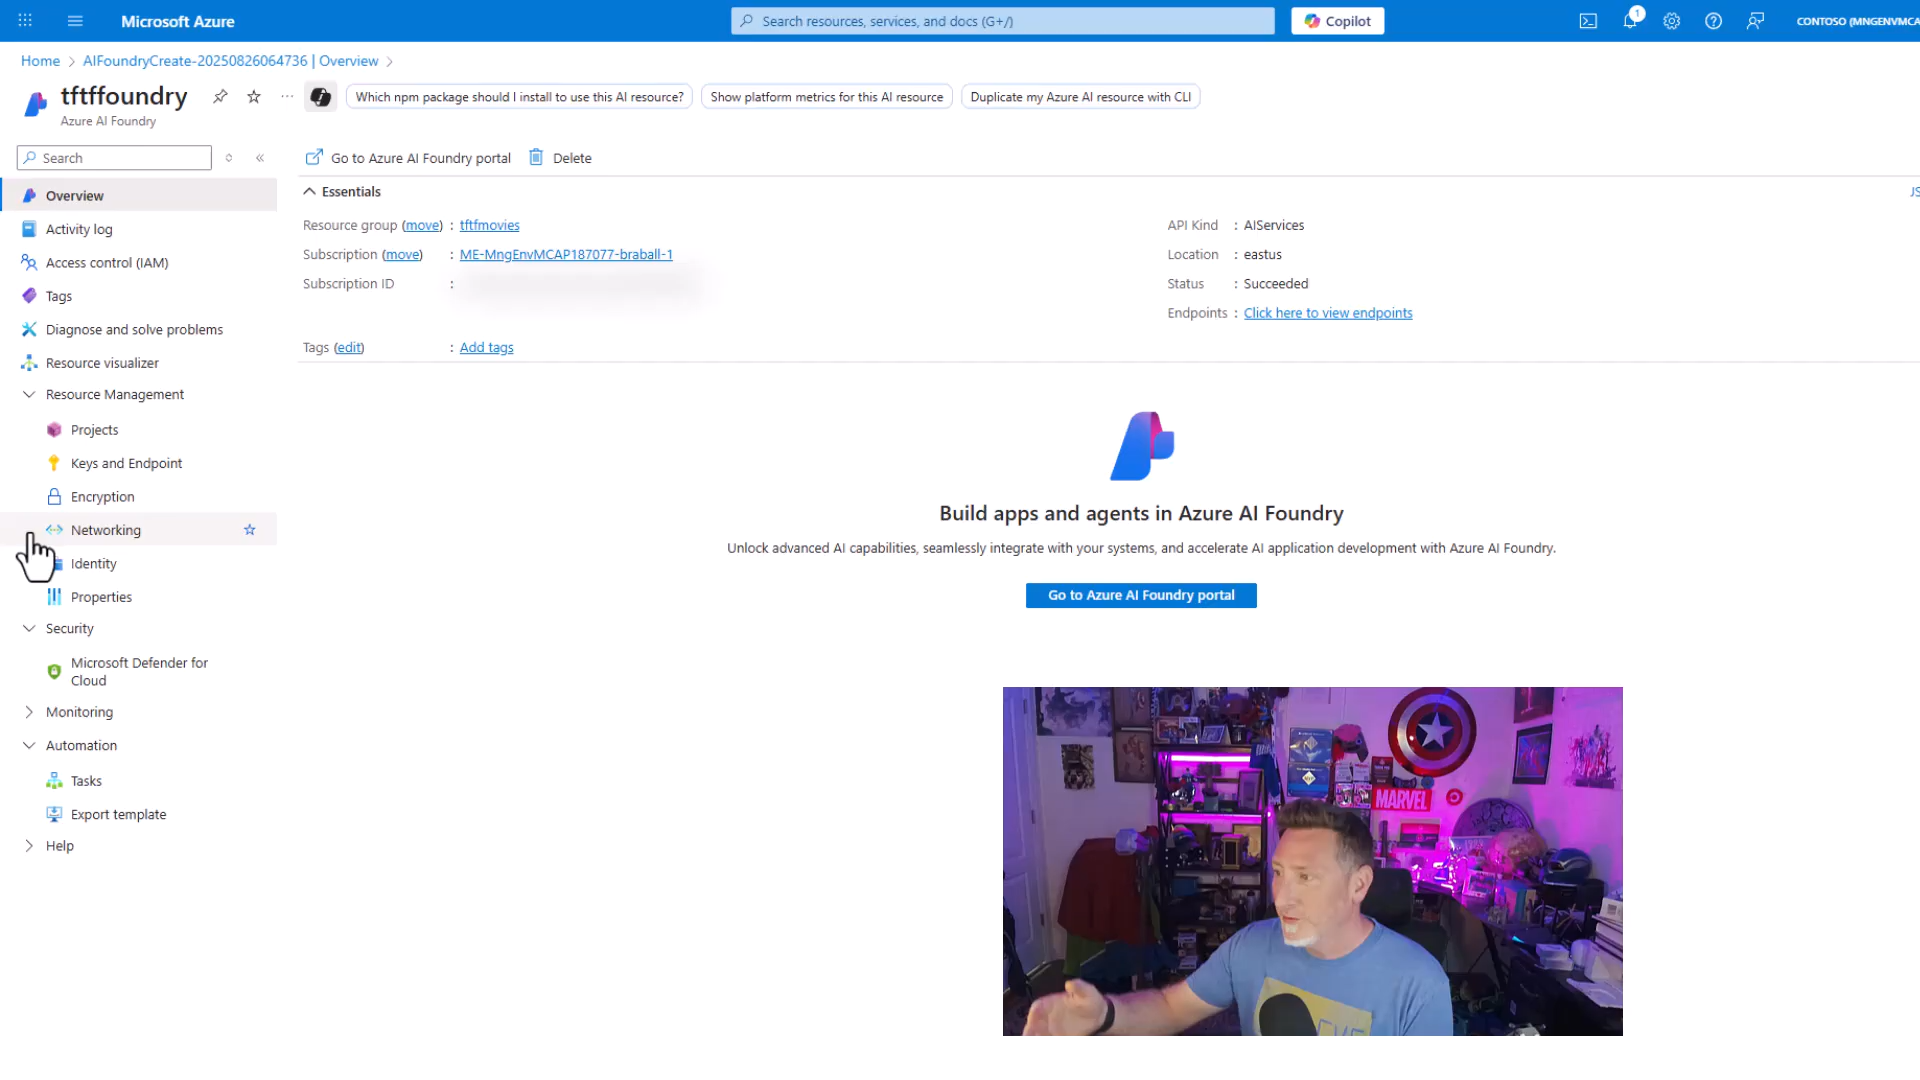 Microsoft Azure
Search resources, services, and docs (G+/)
Copilot
1
CONTOSO (MNGENVMCA
Home > AIFoundryCreate-20250826064736 | Overview >
tftffoundry
Azure AI Foundry
Which npm package should I install to use this AI resource?
Show platform metrics for this AI resource
Duplicate my Azure AI resource with CLI
Search
Go to Azure AI Foundry portal
Delete
Overview
Activity log
Access control (IAM)
Tags
Diagnose and solve problems
Resource visualizer
Resource Management
Projects
Keys and Endpoint
Encryption
Networking
Identity
Properties
Security
Microsoft Defender for
Cloud
Monitoring
Automation
Tasks
Export template
Help
Essentials
JS
Resource group (move) : tftfmovies
Subscription (move) : ME-MngEnvMCAP187077-braball-1
Subscription ID :
Tags (edit) : Add tags
API Kind : AIServices
Location : eastus
Status : Succeeded
Endpoints : Click here to view endpoints
Build apps and agents in Azure AI Foundry
Unlock advanced AI capabilities, seamlessly integrate with your systems, and accelerate AI application development with Azure AI Foundry.
Go to Azure AI Foundry portal
MARVEL